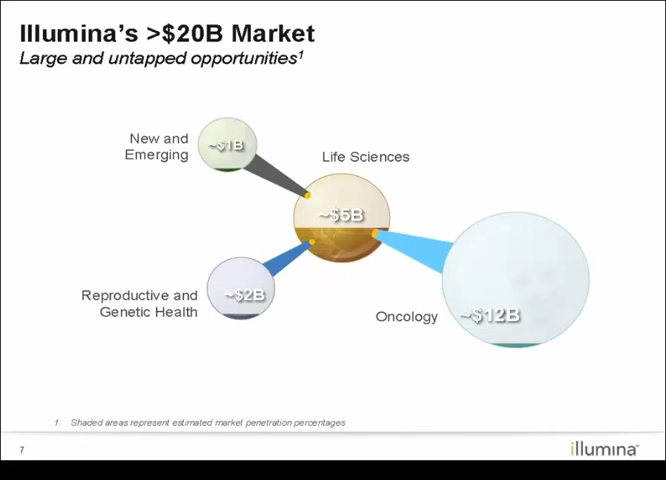 Illumina's >$20B Market
Large and untapped opportunities1
New and
Emerging
~$1B
Life Sciences
~$5B
Reproductive and
Genetic Health
~$2B
Oncology
~$12B
1. Shaded areas represent estimated market penetration percentages
7
illumina